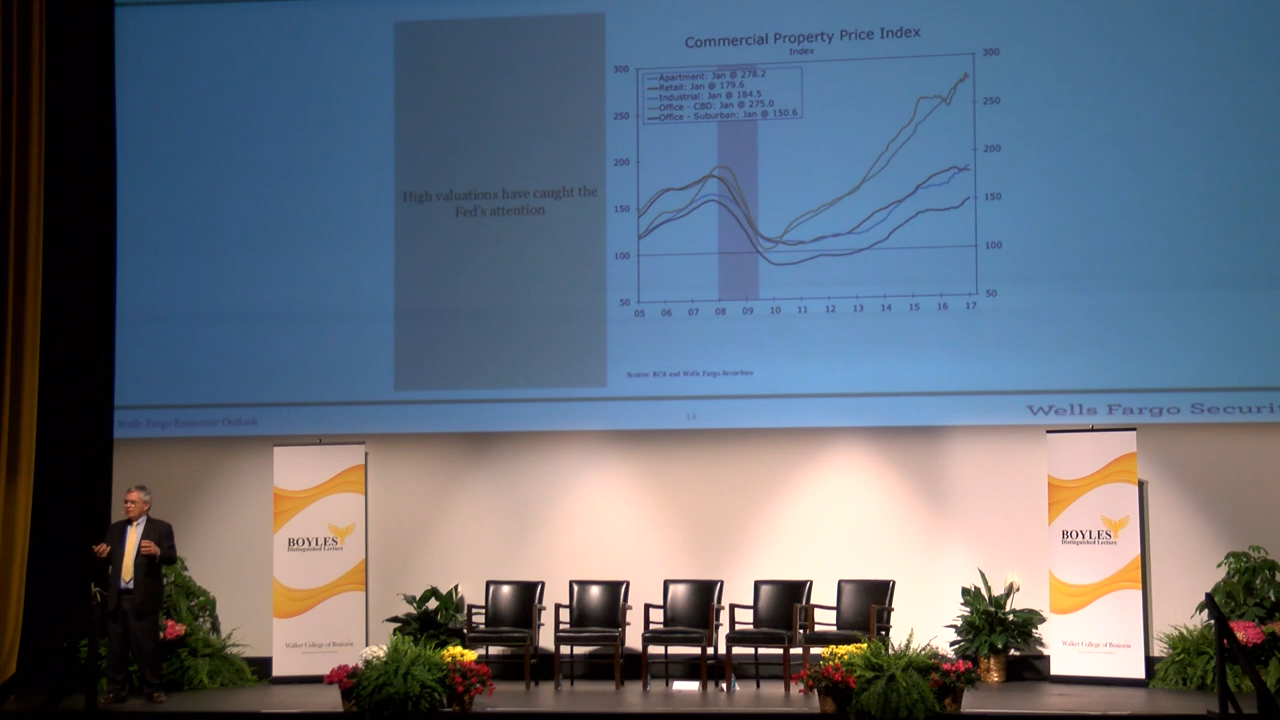 Commercial Property Price Index
Index
300
250
200
150
100
50
300
250
200
150
100
50
Apartment: Jan @ 278.2
Retail: Jan @ 179.6
Industrial: Jan @ 184.5
Office - CBD: Jan @ 275.0
Office - Suburban: Jan @ 150.6
High valuations have caught the
Fed's attention
05 06 07 08 09 10 11 12 13 14 15 16 17
Source: RCA and Wells Fargo Securities
Wells Fargo Economic Outlook
14
Wells Fargo Securi
BOYLES
Distinguished Lecture
Walker College of Business
BOYLES
Distinguished Lecture
Walker College of Business